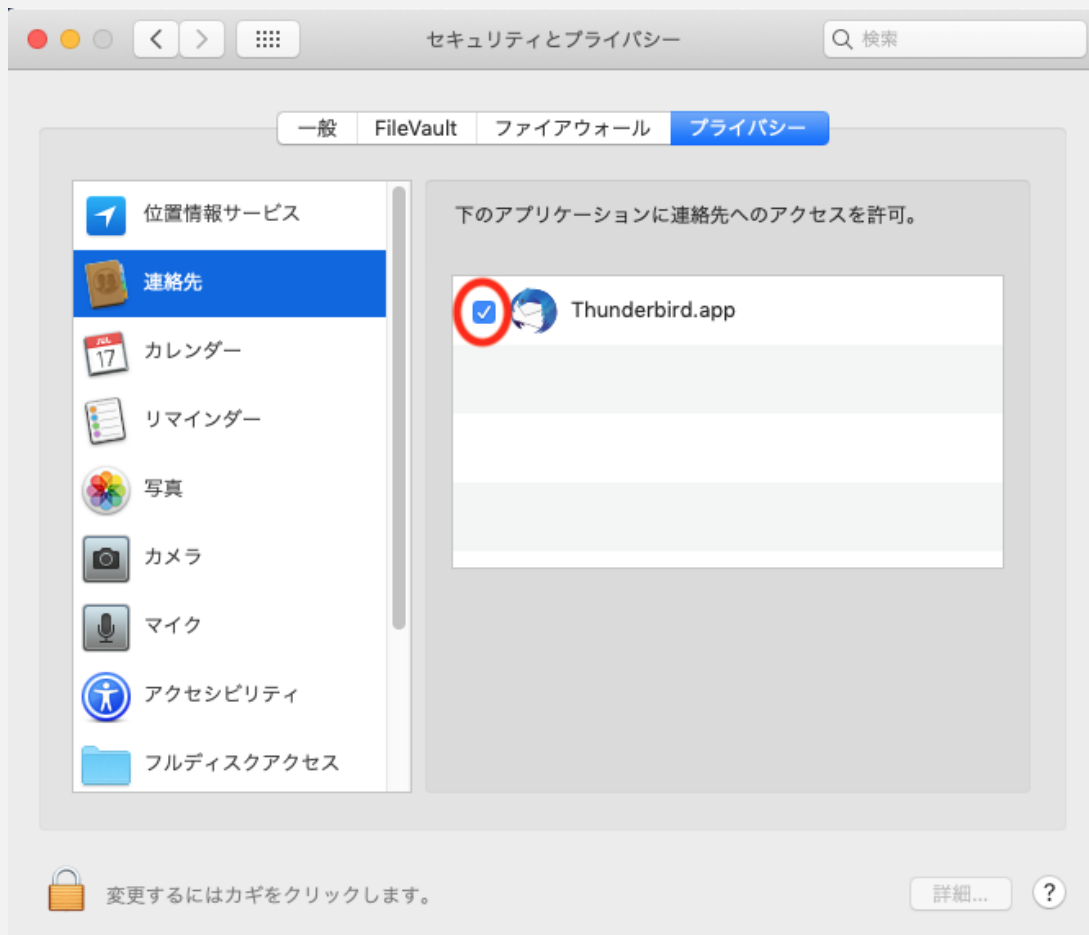 セキュリティとプライバシー
検索
一般 FileVault ファイアウォール プライバシー
位置情報サービス
連絡先
JUL
17
カレンダー
リマインダー
写真
カメラ
マイク
アクセシビリティ
フルディスクアクセス
下のアプリケーションに連絡先へのアクセスを許可。
Thunderbird.app
変更するにはカギをクリックします。
詳細...
?